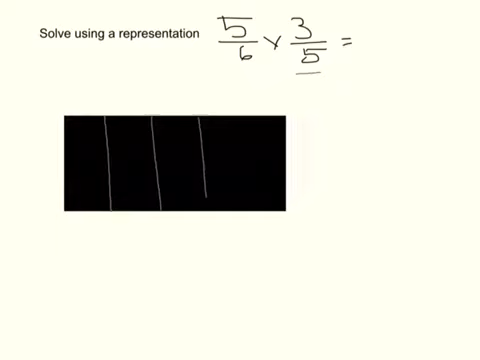 Solve using a representation 5/6 x 3/5 =